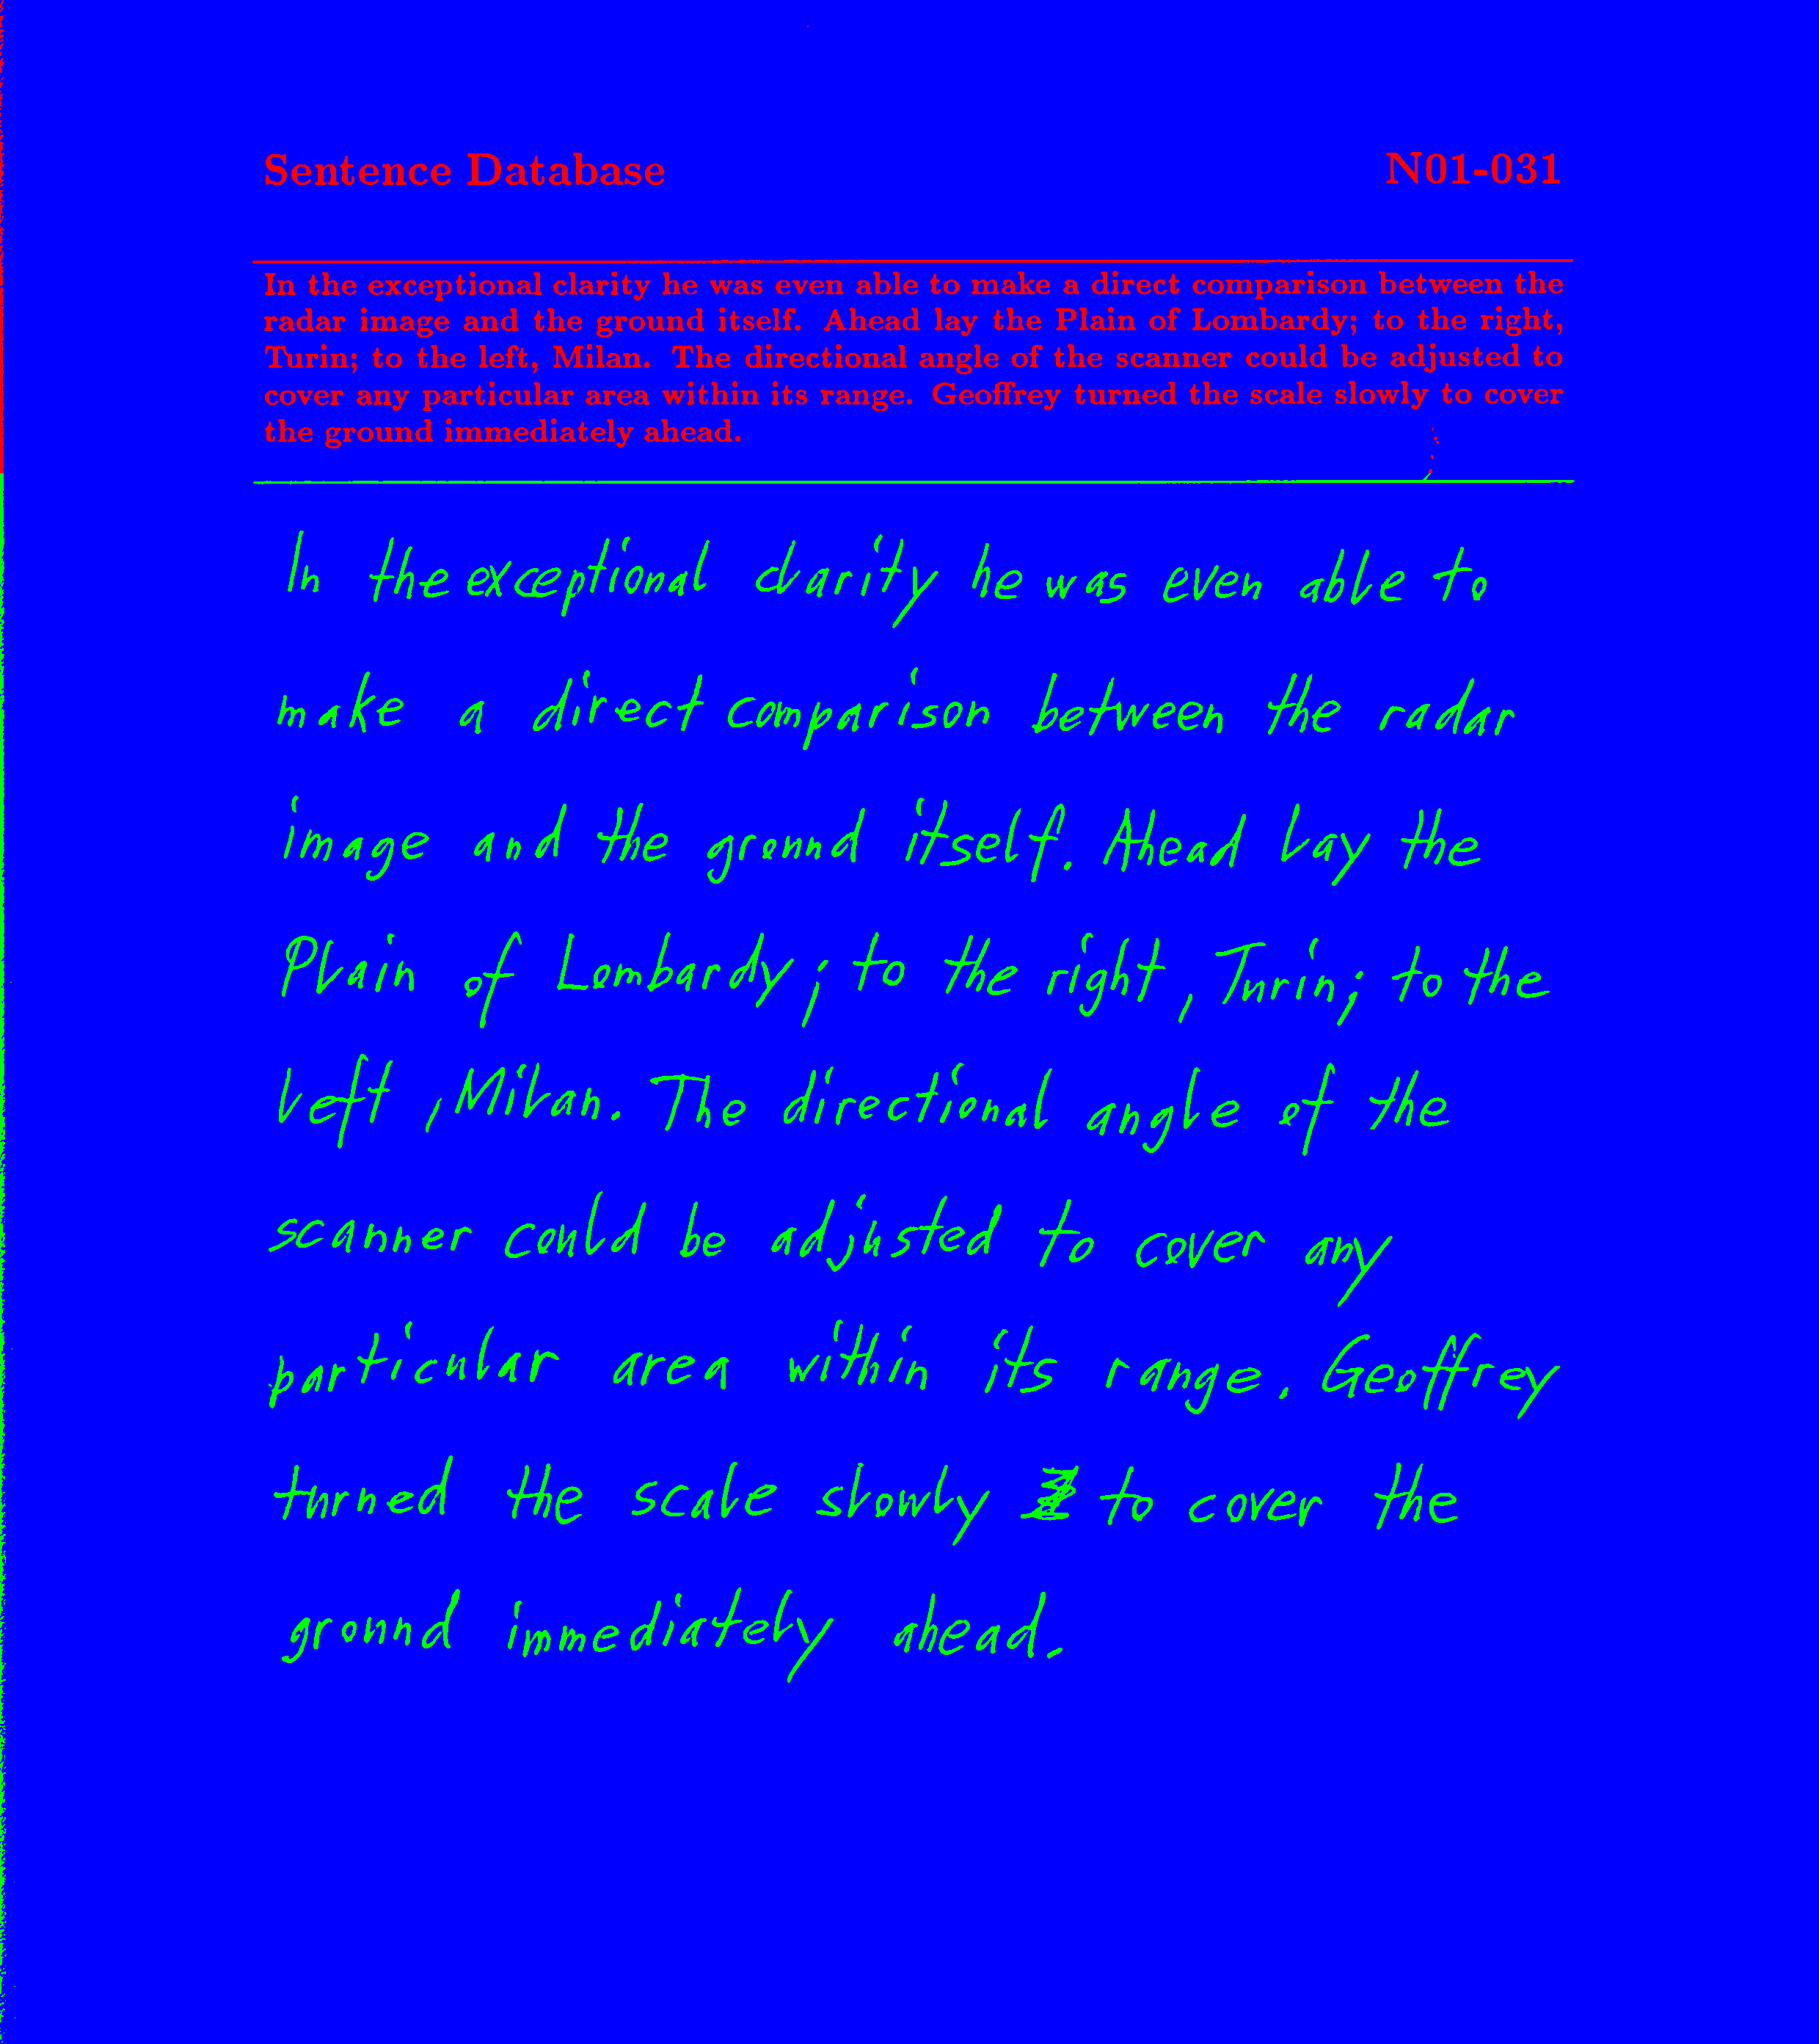 Sentence Database N01-031
In the exceptional clarity he was even able to make a direct comparison between the
radar image and the ground itself. Ahead lay the Plain of Lombardy; to the right,
Turin; to the left, Milan. The directional angle of the scanner could be adjusted to
cover any particular area within its range. Geoffrey turned the scale slowly to cover
the ground immediately ahead.
In the exceptional clarity he was even able to
make a direct comparison between the radar
image and the ground itself. Ahead lay the
Plain of Lombardy; to the right, Turin; to the
left, Milan. The directional angle of the
scanner could be adjusted to cover any
particular area within its range. Geoffrey
turned the scale slowly to cover the
ground immediately ahead.